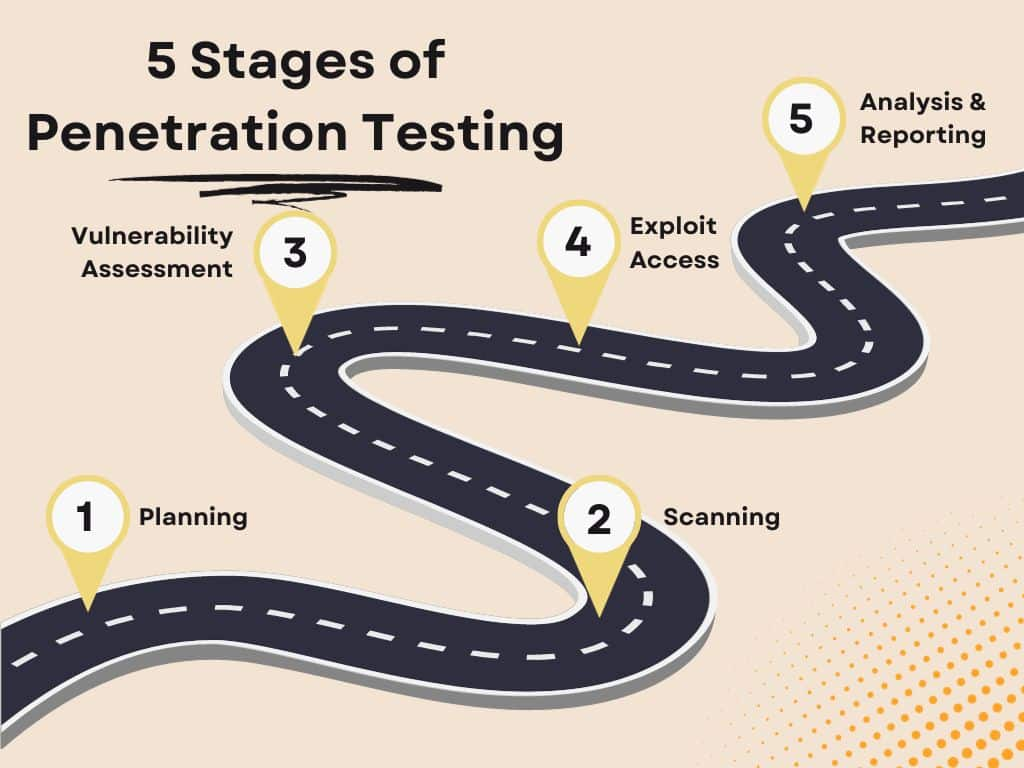 5 Stages of
Penetration Testing
1
Planning
2
Scanning
3
Vulnerability
Assessment
4
Exploit
Access
5
Analysis &
Reporting